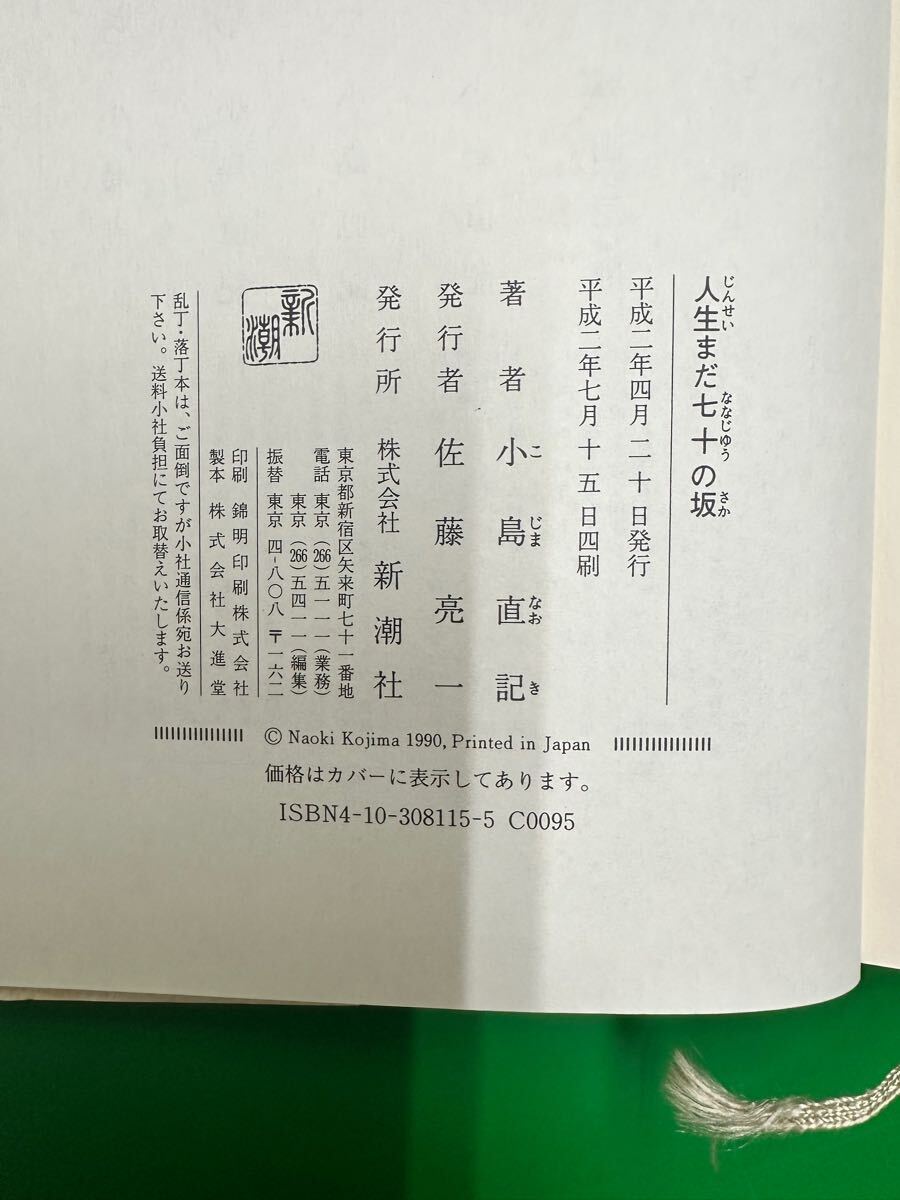 人生まだ七十の坂
じんせい ななじゅう さか
平成二年四月二十日発行
平成二年七月十五日四刷
著者 小島直記
こ じま なお き
発行者 佐藤亮一
発行所 株式会社新潮社
東京都新宿区矢来町七十一番地
電話 東京(266)五一一一(業務)
東京(266)五四一一(編集)
振替 東京 四-八〇八 〒一六二
印刷 錦明印刷株式会社
製本 株式会社大進堂
新潮
乱丁・落丁本は、ご面倒ですが小社通信係宛お送り
下さい。送料小社負担にてお取替えいたします。
© Naoki Kojima 1990, Printed in Japan
価格はカバーに表示してあります。
ISBN4-10-308115-5 C0095